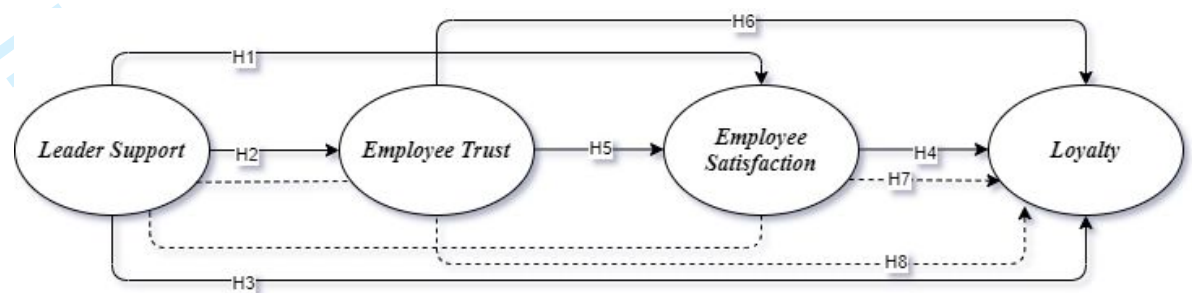 H6
H1
Leader Support
H2
Employee Trust
H5
Employee
Satisfaction
H4
Loyalty
H7
H8
H3